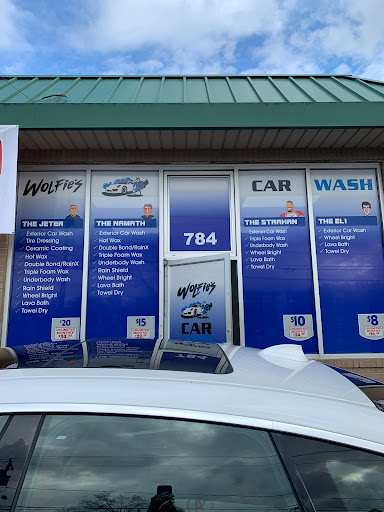 WOLFIE'S
CAR
WASH
THE JETER
✓ Exterior Car Wash
✓ Tire Dressing
✓ Ceramic Coating
✓ Hot Wax
✓ Double Bond/RainX
✓ Triple Foam Wax
✓ Underbody Wash
✓ Rain Shield
✓ Wheel Bright
✓ Lava Bath
✓ Towel Dry
$20
THE NAMATH
✓ Exterior Car Wash
✓ Hot Wax
✓ Double Bond/RainX
✓ Triple Foam Wax
✓ Underbody Wash
✓ Rain Shield
✓ Wheel Bright
✓ Lava Bath
✓ Towel Dry
$15
784
WOLFIE'S
CAR
THE STRAHAN
✓ Exterior Car Wash
✓ Triple Foam Wax
✓ Underbody Wash
✓ Wheel Bright
✓ Lava Bath
✓ Towel Dry
$10
THE ELI
✓ Exterior Car Wash
✓ Wheel Bright
✓ Lava Bath
✓ Towel Dry
$8